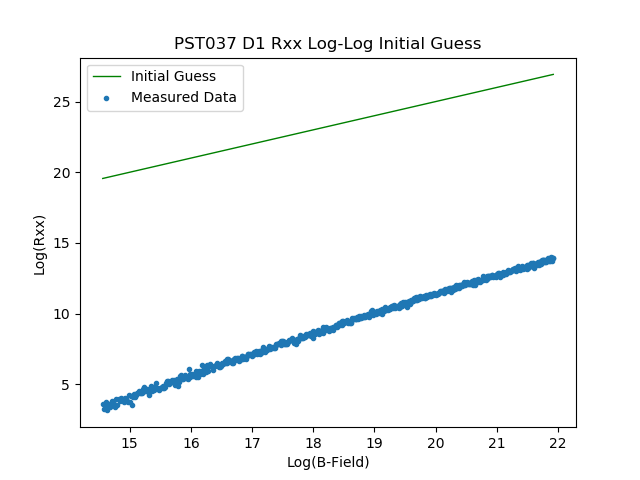 PST037 D1 Rxx Log-Log Initial Guess
Initial Guess
Measured Data
25
20
15
10
5
Log(Rxx)
15 16 17 18 19 20 21 22
Log(B-Field)